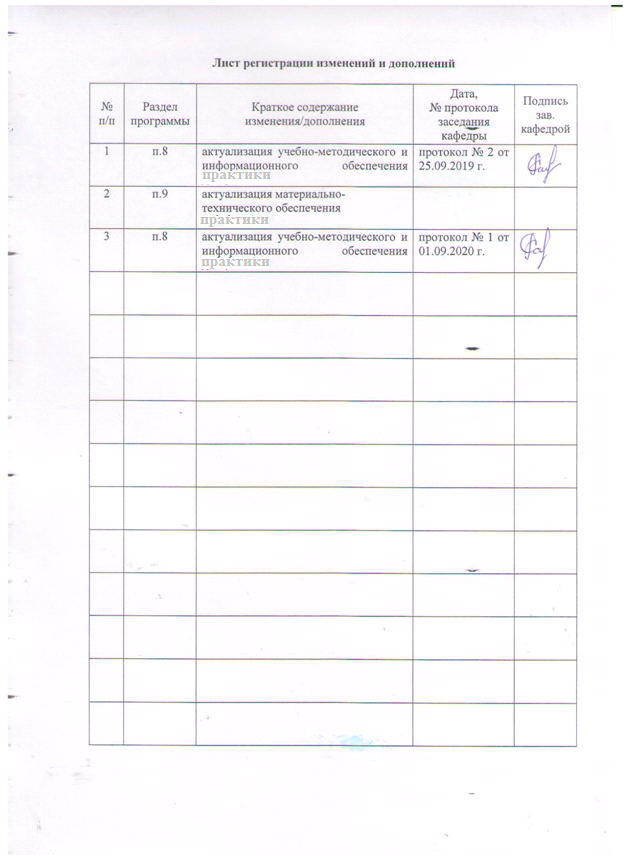 Лист регистрации изменений и дополнений
№
п/п
Раздел
программы
Краткое содержание
изменения/дополнения
Дата,
№ протокола
заседания
кафедры
Подпись
зав.
кафедрой
1
п.8
актуализация учебно-методического и
информационного обеспечения
практики
протокол № 2 от
25.09.2019 г.
2
п.9
актуализация материально-
технического обеспечения
практики
3
п.8
актуализация учебно-методического и
информационного обеспечения
практики
протокол № 1 от
01.09.2020 г.